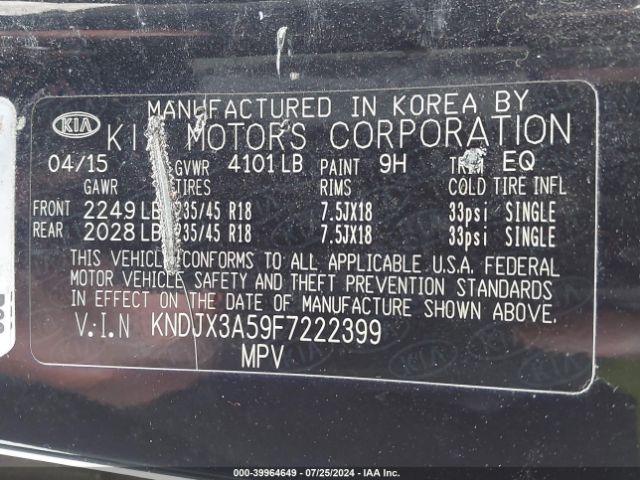 MANUFACTURED IN KOREA BY
KIA KIA MOTORS CORPORATION
04/15 GVWR 4101 LB PAINT 9H TRIM EQ
GAWR TIRES RIMS COLD TIRE INFL
FRONT 2249 LB 235/45 R18 7.5JX18 33psi SINGLE
REAR 2028 LB 235/45 R18 7.5JX18 33psi SINGLE
THIS VEHICLE CONFORMS TO ALL APPLICABLE U.S.A. FEDERAL
MOTOR VEHICLE SAFETY AND THEFT PREVENTION STANDARDS
IN EFFECT ON THE DATE OF MANUFACTURE SHOWN ABOVE.
V.I.N KNDJX3A59F7222399
MPV
000-39964649 | 07/25/2024 - IAA, Inc.